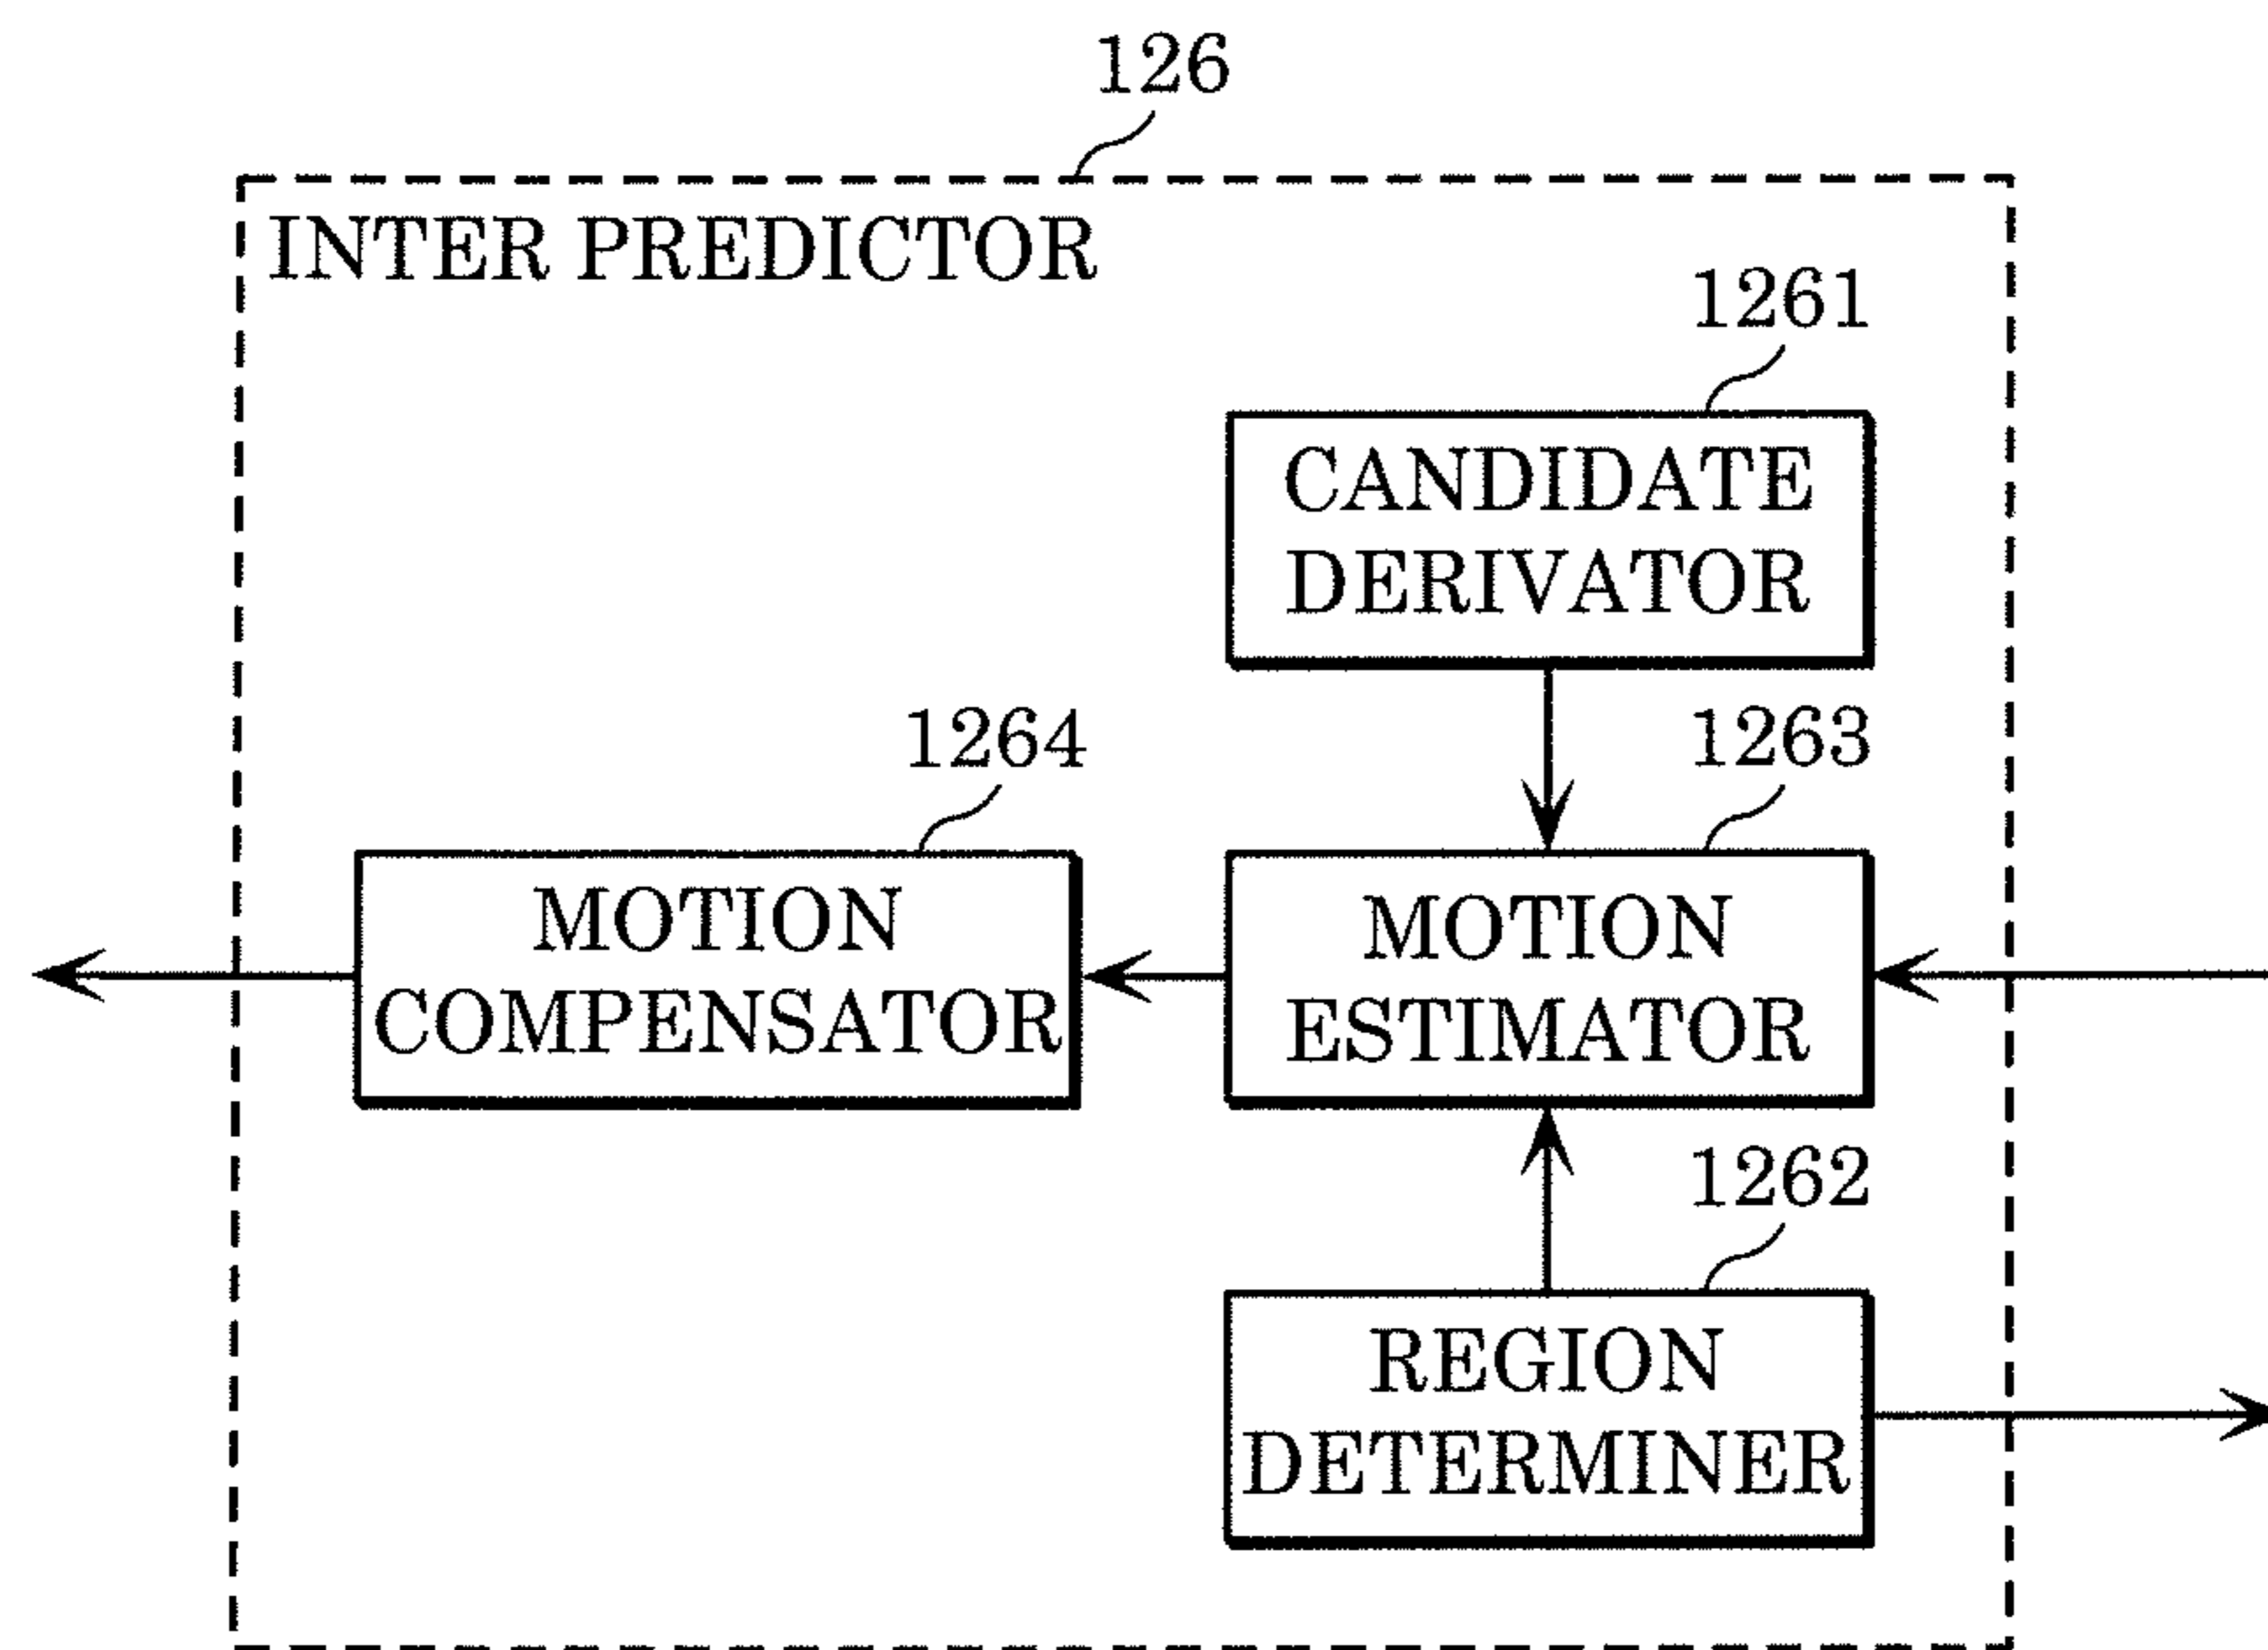 126
INTER PREDICTOR
1261
CANDIDATE
DERIVATOR
1264
1263
MOTION
COMPENSATOR
MOTION
ESTIMATOR
1262
REGION
DETERMINER